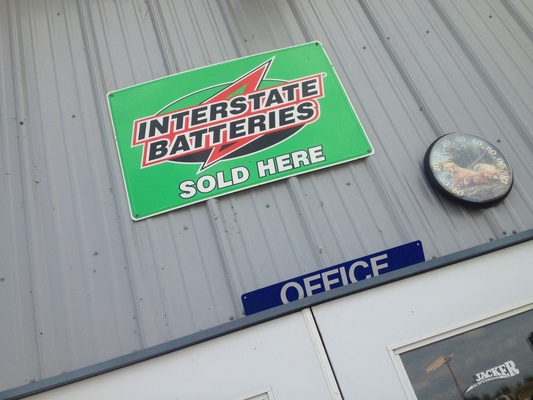 INTERSTATE
BATTERIES
SOLD HERE
OFFICE
JACKER